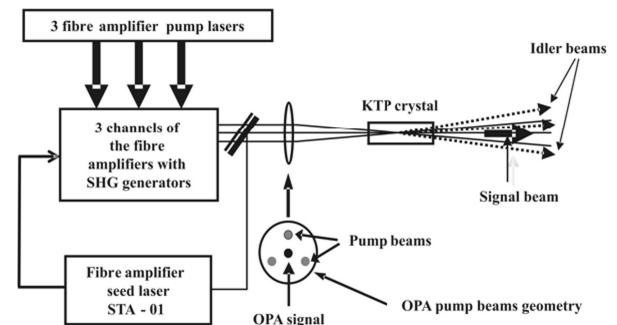 3 fibre amplifier pump lasers
Idler beams
KTP crystal
3 channels of
the fibre
amplifiers with
SHG generators
Signal beam
Pump beams
Fibre amplifier
seed laser
STA - 01
OPA signal
OPA pump beams geometry